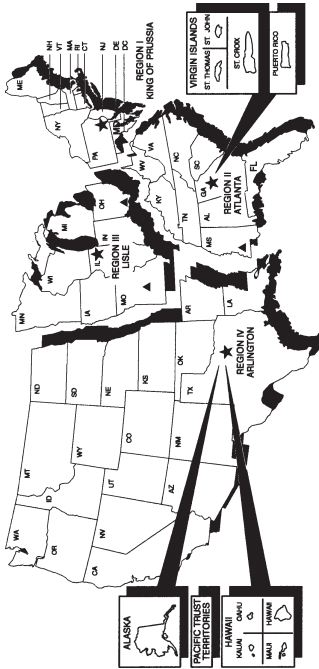 WA
MT
ND
MN
OR
ID
SD
WI
WY
NE
IA
MI
CA
NV
UT
CO
KS
MO
IL
IN
OH
AZ
NM
OK
AR
TX
LA
MS
AL
GA
FL
TN
KY
NC
SC
VA
WV
PA
NY
ME
NH
VT
MA
RI
CT
NJ
DE
DC
MD
REGION I
KING OF PRUSSIA
REGION II
ATLANTA
REGION III
LISLE
REGION IV
ARLINGTON
ALASKA
PACIFIC TRUST
TERRITORIES
HAWAII
KAUAI
OAHU
MAUI
HAWAII
VIRGIN ISLANDS
ST. THOMAS
ST. JOHN
ST. CROIX
PUERTO RICO